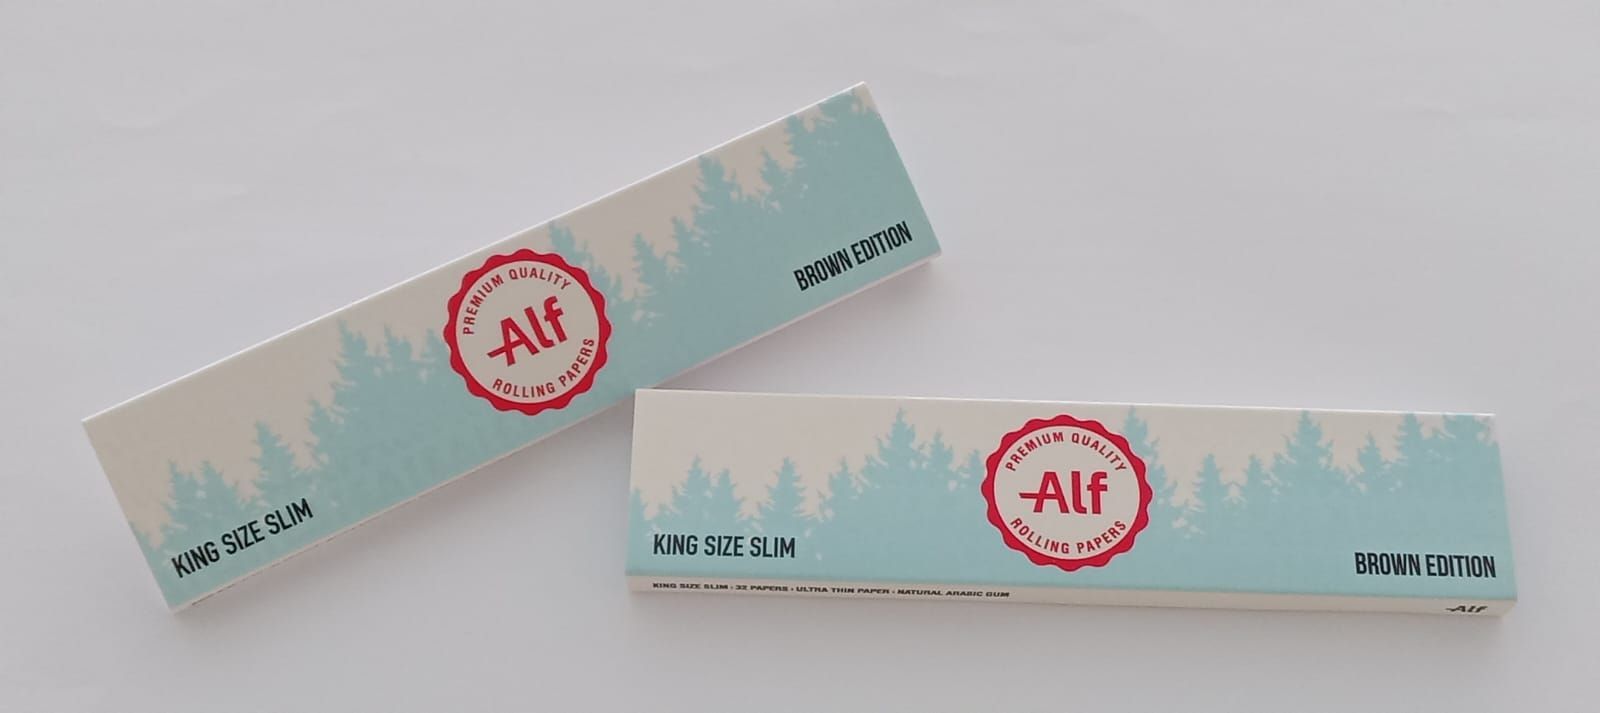 PREMIUM QUALITY
Alf
ROLLING PAPERS
KING SIZE SLIM
BROWN EDITION
PREMIUM QUALITY
Alf
ROLLING PAPERS
KING SIZE SLIM
BROWN EDITION
KING SIZE SLIM · 32 PAPERS · ULTRA THIN PAPER · NATURAL ARABIC GUM
Alf